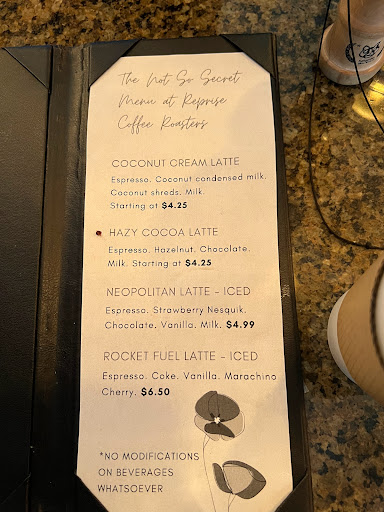 The Not So Secret
Menu at Reprise
Coffee Roasters
COCONUT CREAM LATTE
Espresso. Coconut condensed milk.
Coconut shreds. Milk.
Starting at $4.25
HAZY COCOA LATTE
Espresso. Hazelnut. Chocolate.
Milk. Starting at $4.25
NEOPOLITAN LATTE - ICED
Espresso. Strawberry Nesquik.
Chocolate. Vanilla. Milk. $4.99
ROCKET FUEL LATTE - ICED
Espresso. Coke. Vanilla. Marachino
Cherry. $6.50
*NO MODIFICATIONS
ON BEVERAGES
WHATSOEVER